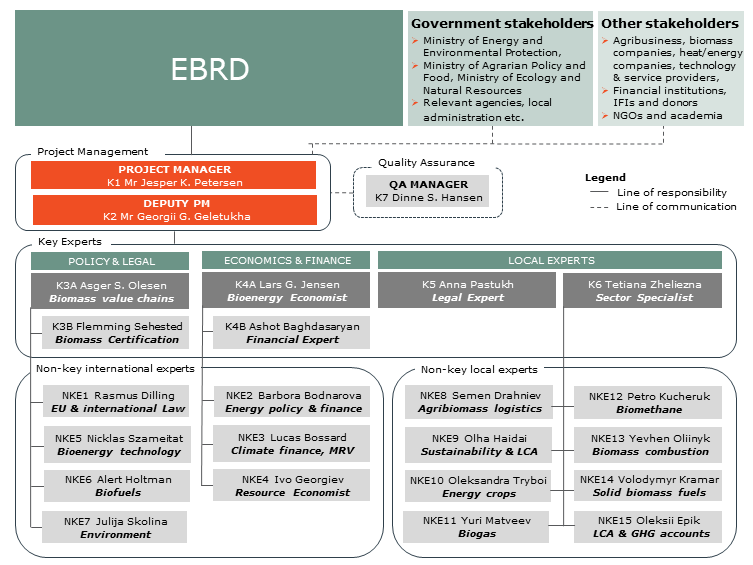 EBRD
Government stakeholders
Ministry of Energy and
Environmental Protection,
Ministry of Agrarian Policy and
Food, Ministry of Ecology and
Natural Resources
Relevant agencies, local
administration etc.
Other stakeholders
Agribusiness, biomass
companies, heat/energy
companies, technology
& service providers,
Financial institutions,
IFIs and donors
NGOs and academia
Project Management
PROJECT MANAGER
K1 Mr Jesper K. Petersen
DEPUTY PM
K2 Mr Georgii G. Geletukha
Quality Assurance
QA MANAGER
K7 Dinne S. Hansen
Legend
Line of responsibility
Line of communication
Key Experts
POLICY & LEGAL
ECONOMICS & FINANCE
LOCAL EXPERTS
K3A Asger S. Olesen
Biomass value chains
K4A Lars G. Jensen
Bioenergy Economist
K5 Anna Pastukh
Legal Expert
K6 Tetiana Zheliezna
Sector Specialist
K3B Flemming Sehested
Biomass Certification
K4B Ashot Baghdasaryan
Financial Expert
Non-key international experts
NKE1 Rasmus Dilling
EU & international Law
NKE5 Nicklas Szameitat
Bioenergy technology
NKE6 Alert Holtman
Biofuels
NKE7 Julija Skolina
Environment
NKE2 Barbora Bodnarova
Energy policy & finance
NKE3 Lucas Bossard
Climate finance, MRV
NKE4 Ivo Georgiev
Resource Economist
Non-key local experts
NKE8 Semen Drahniev
Agribiomass logistics
NKE9 Olha Haidai
Sustainability & LCA
NKE10 Oleksandra Tryboi
Energy crops
NKE11 Yuri Matveev
Biogas
NKE12 Petro Kucheruk
Biomethane
NKE13 Yevhen Oliinyk
Biomass combustion
NKE14 Volodymyr Kramar
Solid biomass fuels
NKE15 Oleksii Epik
LCA & GHG accounts